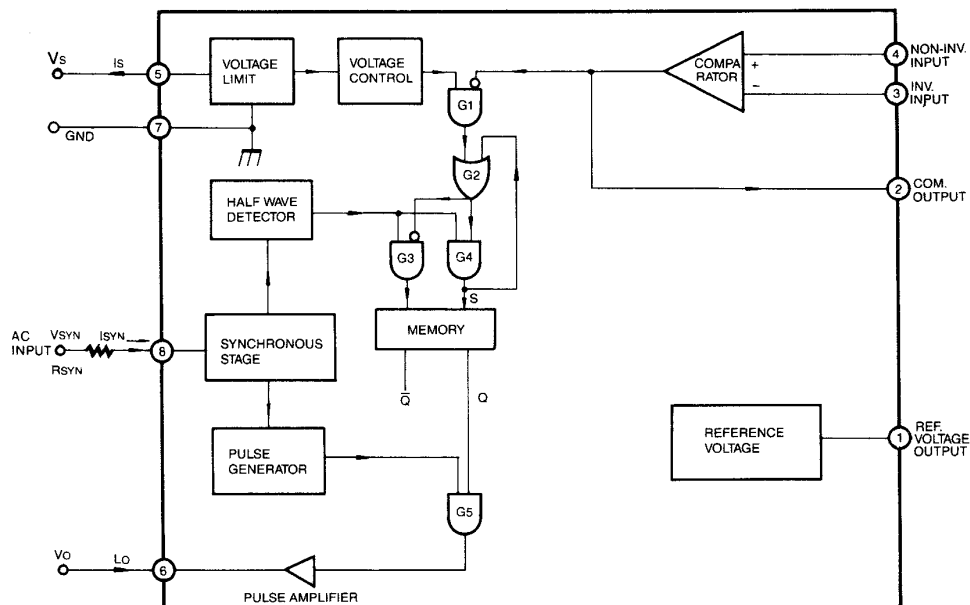 Vs
Is
5
VOLTAGE
LIMIT
VOLTAGE
CONTROL
COMPA
RATOR
+
−
4
NON-INV.
INPUT
3
INV.
INPUT
G1
GND
7
G2
2
COM.
OUTPUT
HALF WAVE
DETECTOR
G3
G4
S
MEMORY
AC
INPUT
VSYN
ISYN
RSYN
8
SYNCHRONOUS
STAGE
Q̅
Q
REFERENCE
VOLTAGE
1
REF.
VOLTAGE
OUTPUT
PULSE
GENERATOR
G5
Vo
Lo
6
PULSE AMPLIFIER